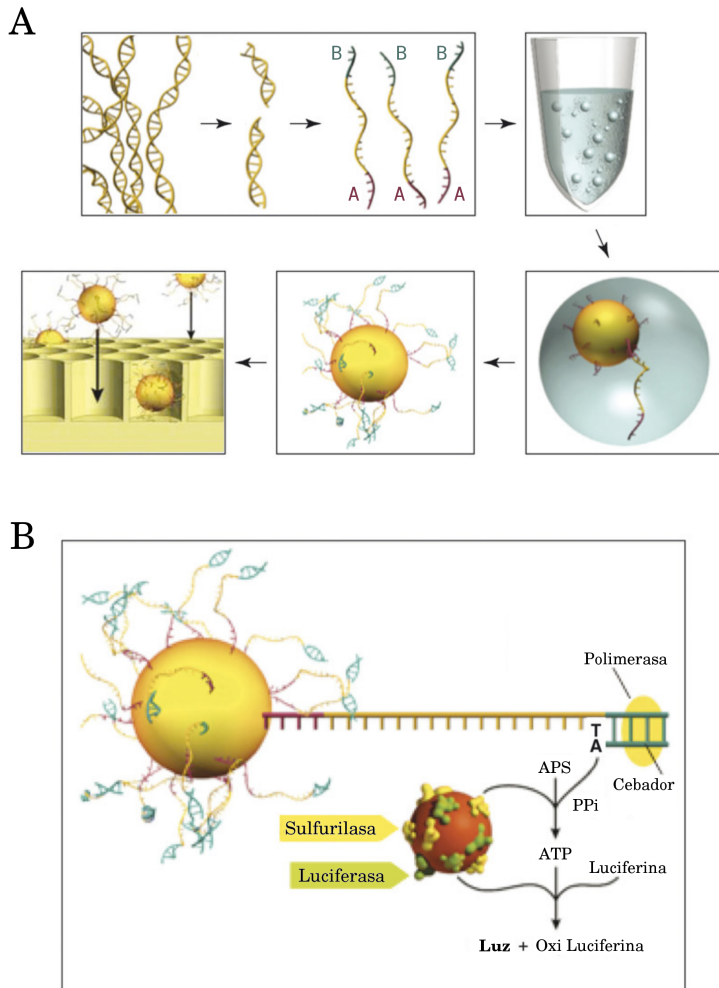 A
B B B
A A A
B
Polimerasa
T
A
Cebador
APS
PPi
Sulfurilasa
ATP
Luciferina
Luciferasa
Luz + Oxi Luciferina